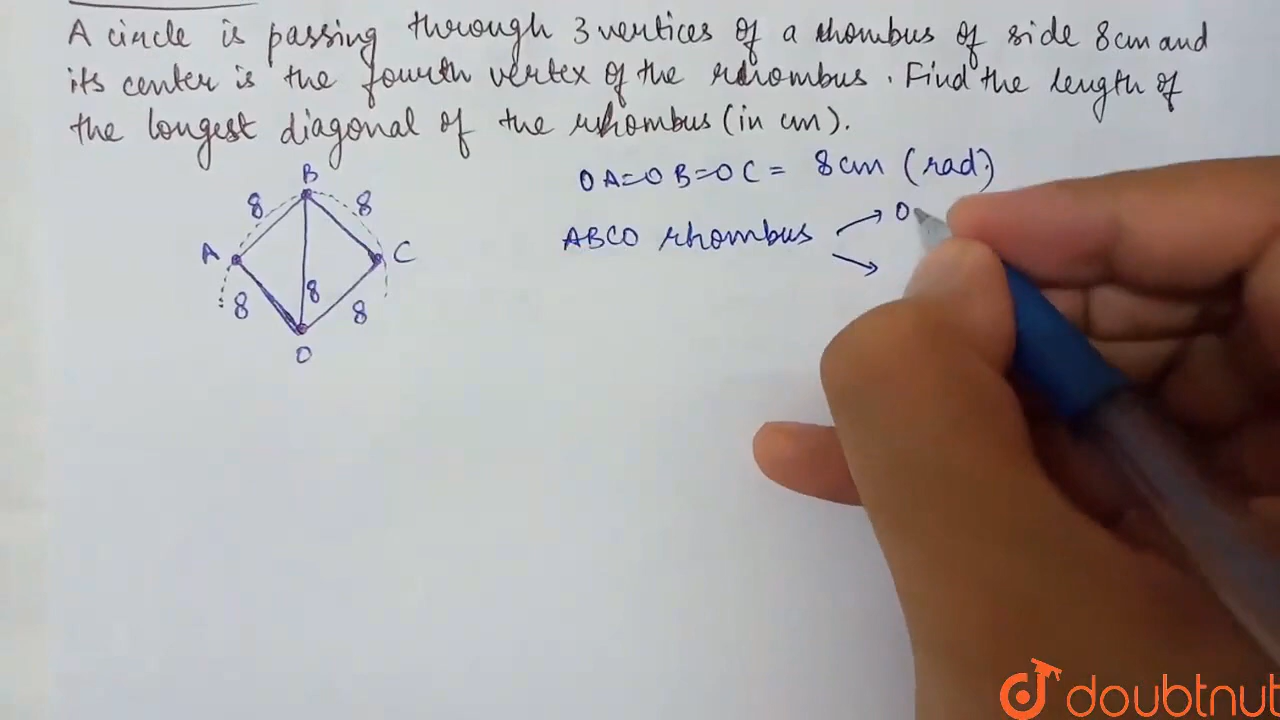 A circle is passing through 3 vertices of a rhombus of side 8cm and
its center is the fourth vertex of the rhombus. Find the length of
the longest diagonal of the rhombus (in cm).
OA=OB=OC= 8cm (rad.)
ABCO rhombus
O
B
8 8
A C
8 8 8
O
doubtnut